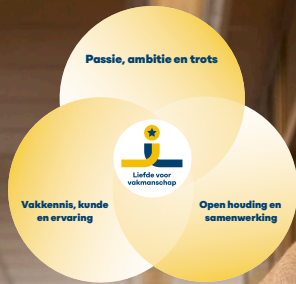 Passie, ambitie en trots
Liefde voor
vakmanschap
Vakkennis, kunde
en ervaring
Open houding en
samenwerking